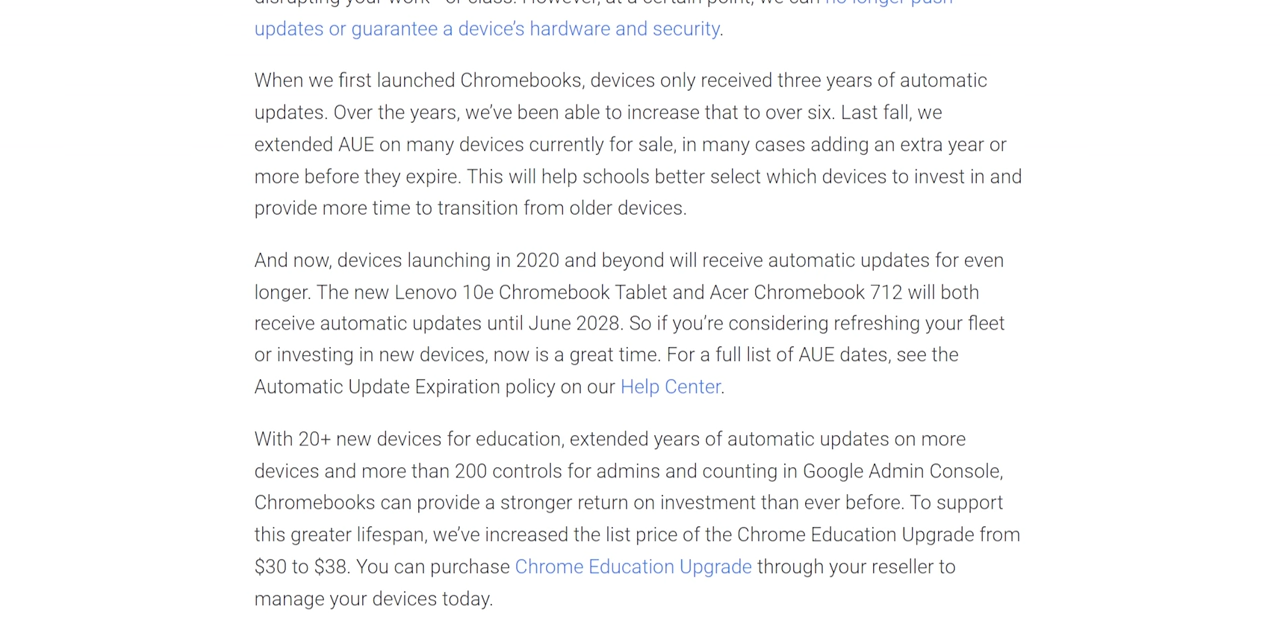 updates or guarantee a device's hardware and security.
When we first launched Chromebooks, devices only received three years of automatic
updates. Over the years, we've been able to increase that to over six. Last fall, we
extended AUE on many devices currently for sale, in many cases adding an extra year or
more before they expire. This will help schools better select which devices to invest in and
provide more time to transition from older devices.
And now, devices launching in 2020 and beyond will receive automatic updates for even
longer. The new Lenovo 10e Chromebook Tablet and Acer Chromebook 712 will both
receive automatic updates until June 2028. So if you're considering refreshing your fleet
or investing in new devices, now is a great time. For a full list of AUE dates, see the
Automatic Update Expiration policy on our Help Center.
With 20+ new devices for education, extended years of automatic updates on more
devices and more than 200 controls for admins and counting in Google Admin Console,
Chromebooks can provide a stronger return on investment than ever before. To support
this greater lifespan, we've increased the list price of the Chrome Education Upgrade from
$30 to $38. You can purchase Chrome Education Upgrade through your reseller to
manage your devices today.